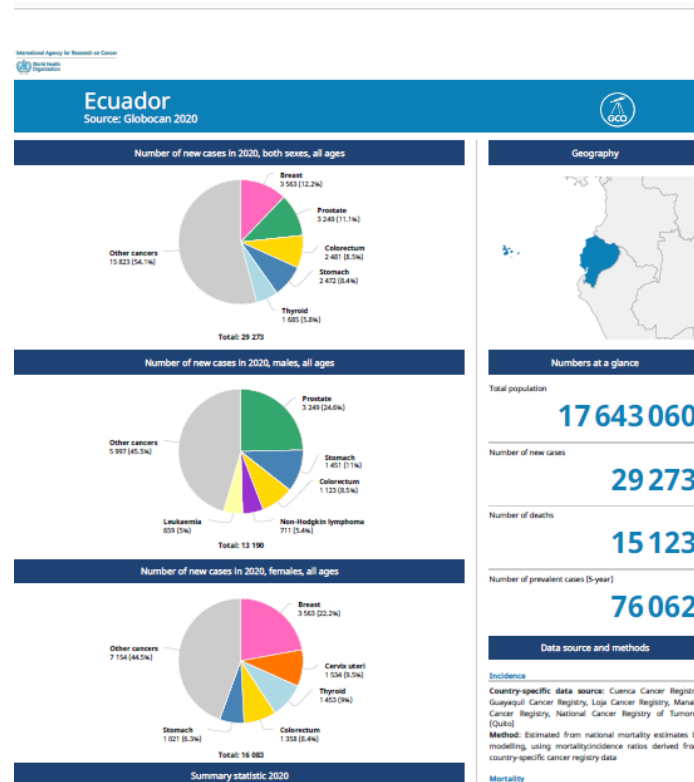 International Agency for Research on Cancer
World Health
Organization
Ecuador
Source: Globocan 2020
GCO
Number of new cases in 2020, both sexes, all ages
Breast
3 563 (12.2%)
Prostate
3 249 (11.1%)
Colorectum
2 481 (8.5%)
Stomach
2 472 (8.4%)
Thyroid
1 685 (5.8%)
Other cancers
15 823 (54.1%)
Total: 29 273
Number of new cases in 2020, males, all ages
Prostate
3 249 (24.6%)
Stomach
1 451 (11%)
Colorectum
1 123 (8.5%)
Non-Hodgkin lymphoma
711 (5.4%)
Leukaemia
659 (5%)
Other cancers
5 997 (45.5%)
Total: 13 190
Number of new cases in 2020, females, all ages
Breast
3 563 (22.2%)
Cervix uteri
1 534 (9.5%)
Thyroid
1 453 (9%)
Colorectum
1 358 (8.4%)
Stomach
1 021 (6.3%)
Other cancers
7 154 (44.5%)
Total: 16 083
Summary statistic 2020
Geography
Numbers at a glance
Total population
17 643 060
Number of new cases
29 273
Number of deaths
15 123
Number of prevalent cases (5-year)
76 062
Data source and methods
Incidence
Country-specific data source: Cuenca Cancer Registr
Guayaquil Cancer Registry, Loja Cancer Registry, Mana
Cancer Registry, National Cancer Registry of Tumor
(Quito)
Method: Estimated from national mortality estimates
modelling, using mortality:incidence ratios derived fro
country-specific cancer registry data
Mortality